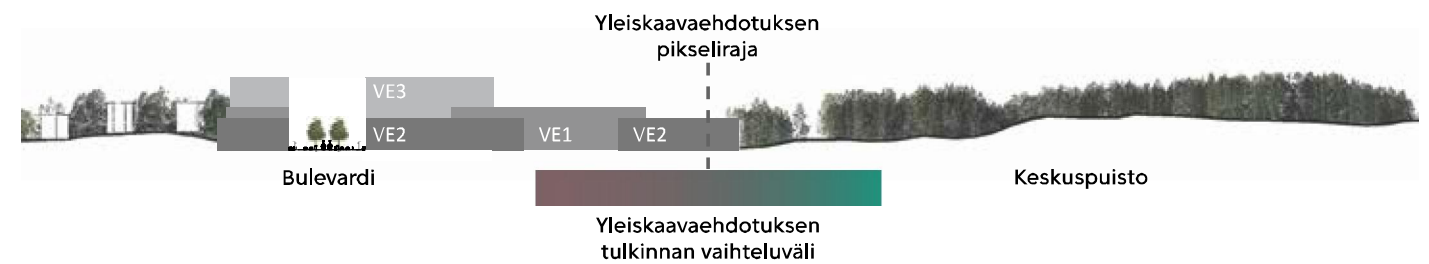 Yleiskaavaehdotuksen
pikseliraja
VE3
VE2
VE1
VE2
Bulevardi
Keskuspuisto
Yleiskaavaehdotuksen
tulkinnan vaihteluväli